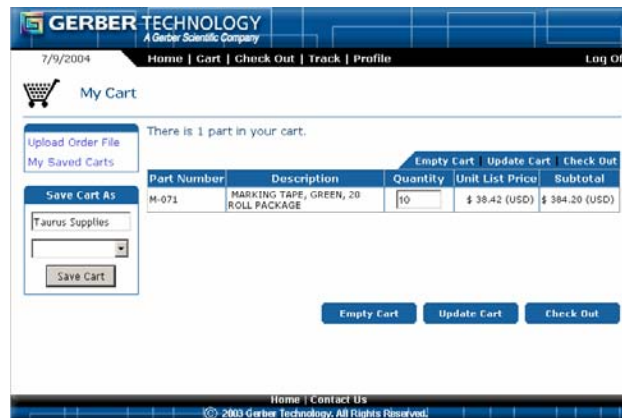 GERBER TECHNOLOGY
A Gerber Scientific Company
7/9/2004 Home | Cart | Check Out | Track | Profile Log Of
My Cart
There is 1 part in your cart.
Upload Order File
My Saved Carts
Empty Cart | Update Cart | Check Out
Part Number Description Quantity Unit List Price Subtotal
M-071 MARKING TAPE, GREEN, 20 ROLL PACKAGE 10 $ 38.42 (USD) $ 384.20 (USD)
Save Cart As
Taurus Supplies
Save Cart
Empty Cart Update Cart Check Out
Home | Contact Us
© 2003 Gerber Technology. All Rights Reserved.